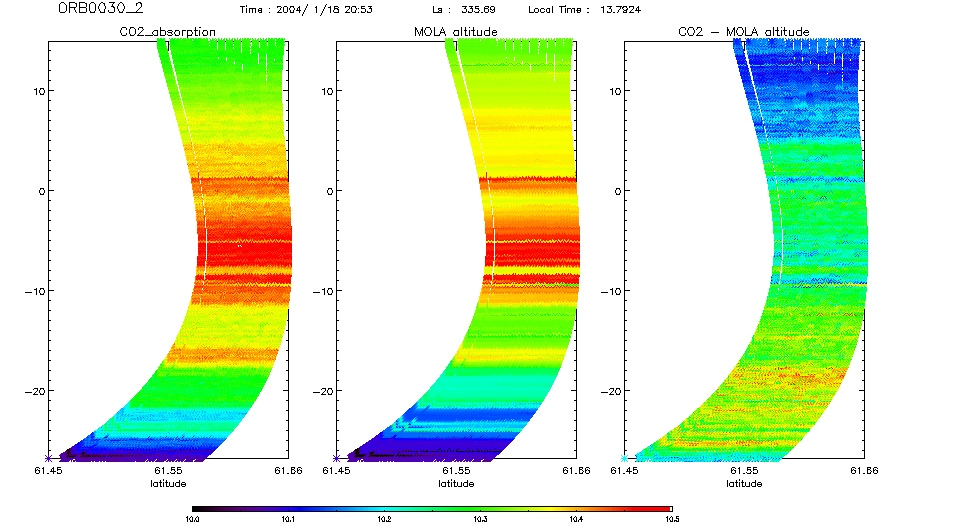 ORB0030_2 Time : 2004/ 1/18 20:53 Ls : 335.69 Local Time : 13.7924
CO2_absorption MOLA altitude CO2 - MOLA altitude
10 10 10
0 0 0
-10 -10 -10
-20 -20 -20
61.45 61.55 61.66 61.45 61.55 61.66 61.45 61.55 61.66
latitude latitude latitude
10.0 10.1 10.2 10.3 10.4 10.5